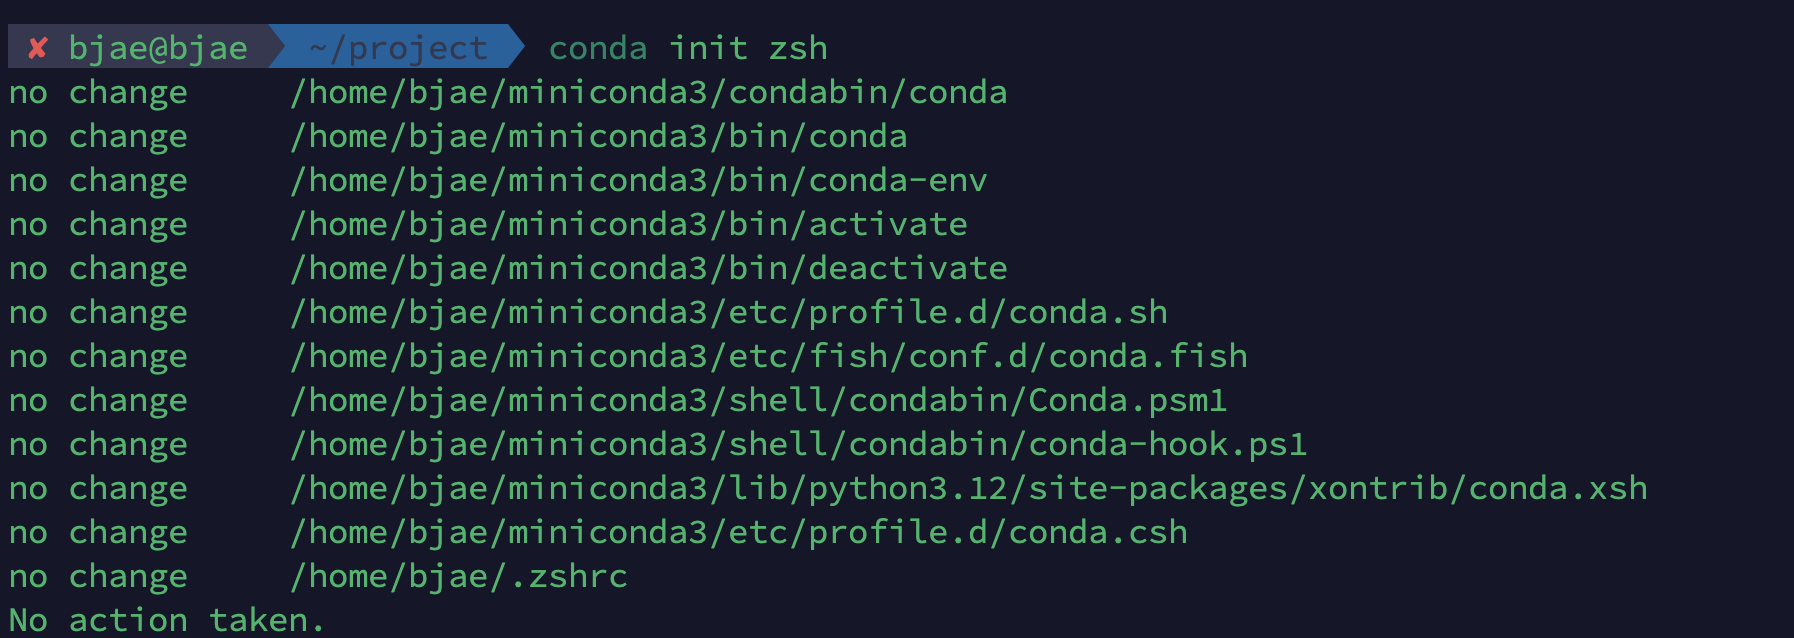 ✘ bjae@bjae ~/project conda init zsh
no change /home/bjae/miniconda3/condabin/conda
no change /home/bjae/miniconda3/bin/conda
no change /home/bjae/miniconda3/bin/conda-env
no change /home/bjae/miniconda3/bin/activate
no change /home/bjae/miniconda3/bin/deactivate
no change /home/bjae/miniconda3/etc/profile.d/conda.sh
no change /home/bjae/miniconda3/etc/fish/conf.d/conda.fish
no change /home/bjae/miniconda3/shell/condabin/Conda.psm1
no change /home/bjae/miniconda3/shell/condabin/conda-hook.ps1
no change /home/bjae/miniconda3/lib/python3.12/site-packages/xontrib/conda.xsh
no change /home/bjae/miniconda3/etc/profile.d/conda.csh
no change /home/bjae/.zshrc
No action taken.